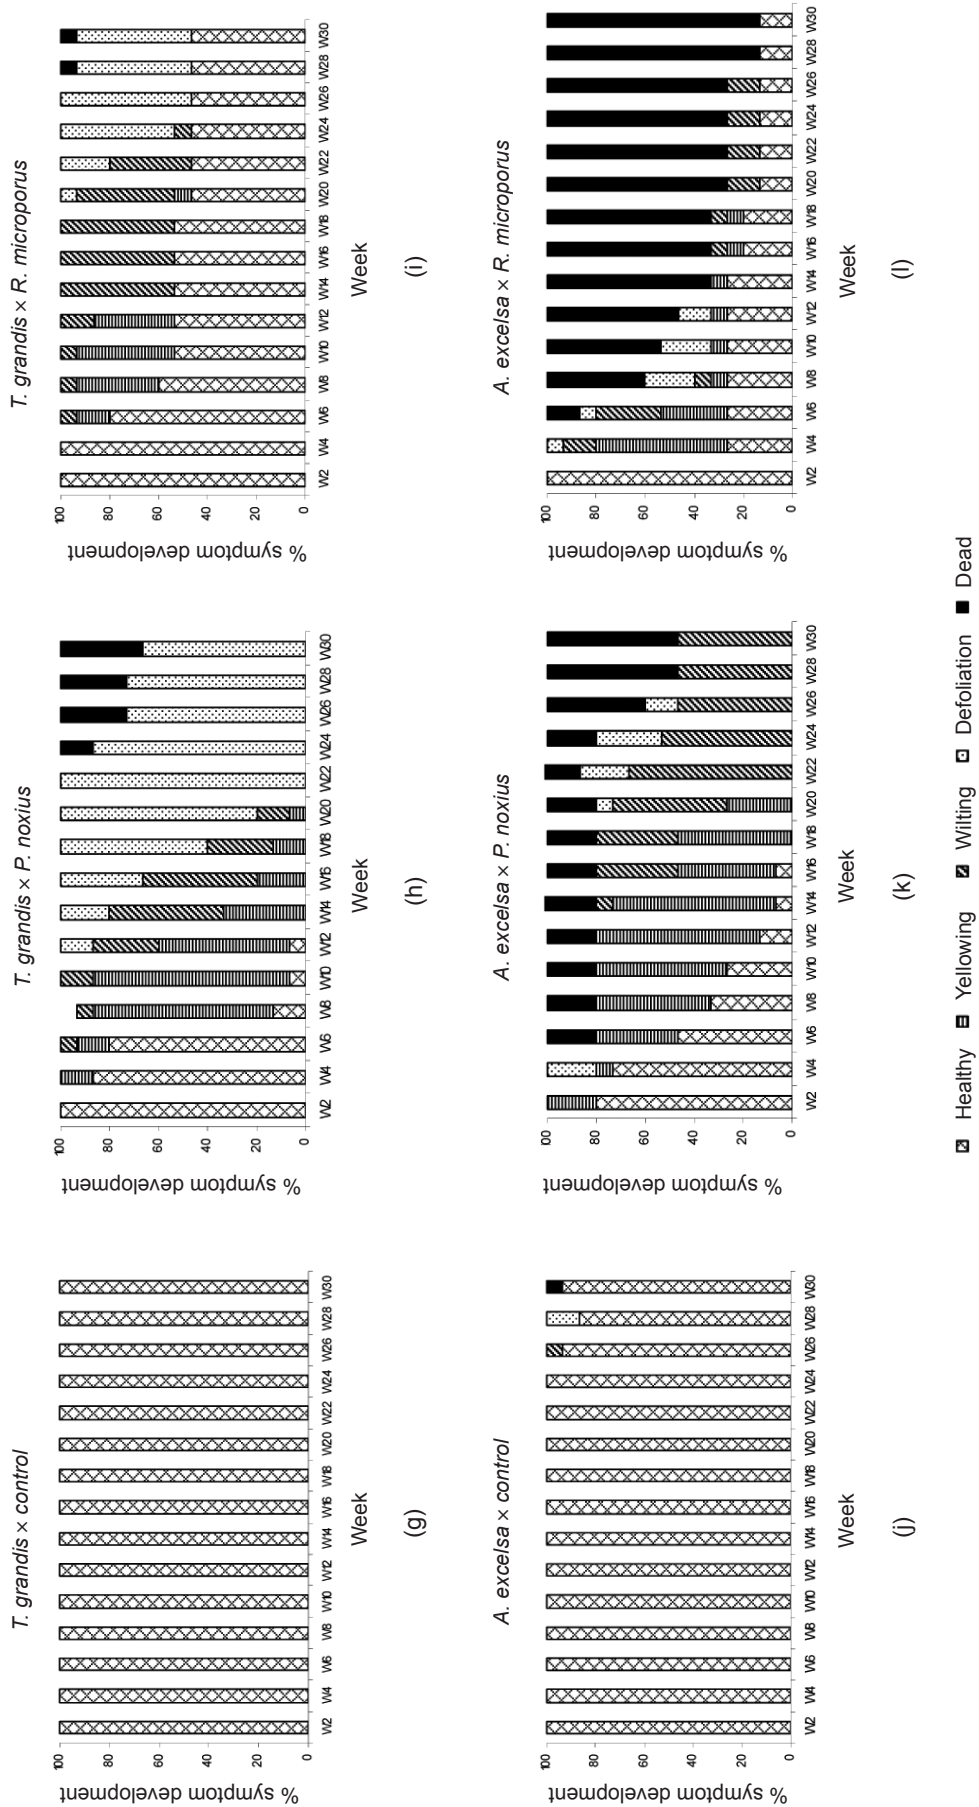 T. grandis × control
% symptom development
100
80
60
40
20
0
W2 W4 W6 W8 W10 W12 W14 W16 W18 W20 W22 W24 W26 W28 W30
Week
(g)
T. grandis × P. noxius
% symptom development
100
80
60
40
20
0
W2 W4 W6 W8 W10 W12 W14 W16 W18 W20 W22 W24 W26 W28 W30
Week
(h)
T. grandis × R. microporus
% symptom development
100
80
60
40
20
0
W2 W4 W6 W8 W10 W12 W14 W16 W18 W20 W22 W24 W26 W28 W30
Week
(i)
A. excelsa × control
% symptom development
100
80
60
40
20
0
W2 W4 W6 W8 W10 W12 W14 W16 W18 W20 W22 W24 W26 W28 W30
Week
(j)
A. excelsa × P. noxius
% symptom development
100
80
60
40
20
0
W2 W4 W6 W8 W10 W12 W14 W16 W18 W20 W22 W24 W26 W28 W30
Week
(k)
A. excelsa × R. microporus
% symptom development
100
80
60
40
20
0
W2 W4 W6 W8 W10 W12 W14 W16 W18 W20 W22 W24 W26 W28 W30
Week
(l)
Healthy Yellowing Wilting Defoliation Dead